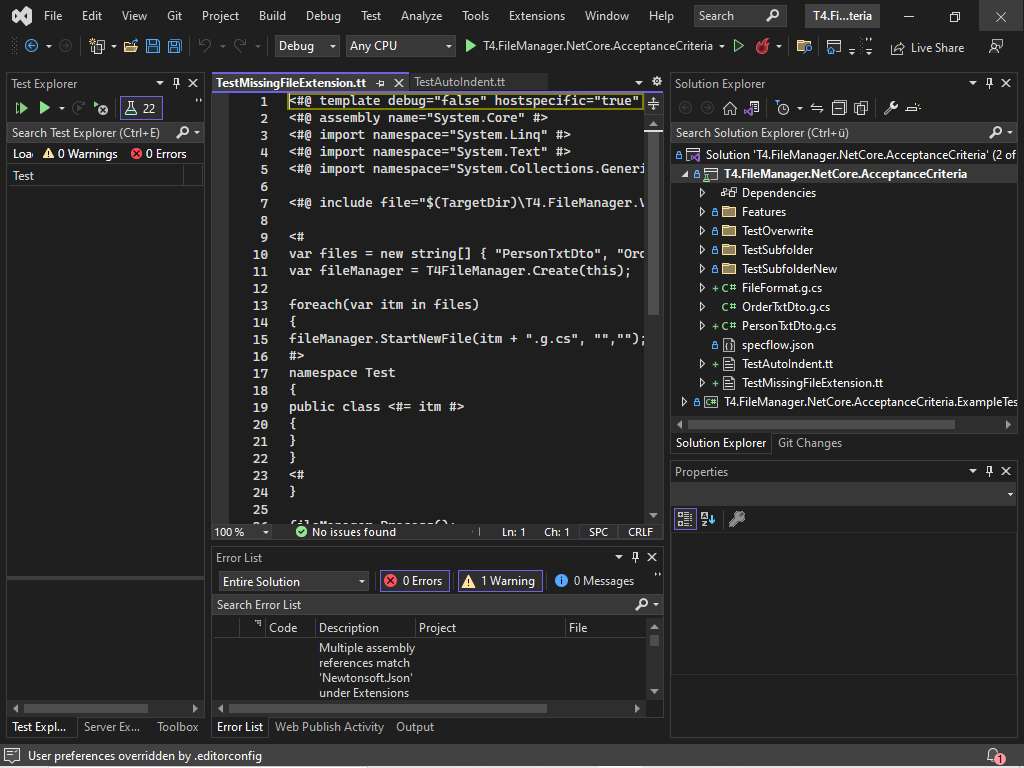 File Edit View Git Project Build Debug Test Analyze Tools Extensions Window Help Search T4.Fi...teria
Debug Any CPU T4.FileManager.NetCore.AcceptanceCriteria Live Share
Test Explorer
22
Search Test Explorer (Ctrl+E)
0 Warnings 0 Errors
Test
TestMissingFileExtension.tt TestAutoIndent.tt
1 <#@ template debug="false" hostspecific="true"
2 <#@ assembly name="System.Core" #>
3 <#@ import namespace="System.Linq" #>
4 <#@ import namespace="System.Text" #>
5 <#@ import namespace="System.Collections.Generi
6
7 <#@ include file="$(TargetDir)\T4.FileManager.V
8
9 <#
10 var files = new string[] { "PersonTxtDto", "Ord
11 var fileManager = T4FileManager.Create(this);
12
13 foreach(var itm in files)
14 {
15 fileManager.StartNewFile(itm + ".g.cs", "","");
16 #>
17 namespace Test
18 {
19 public class <#= itm #>
20 {
21 }
22 }
23 <#
24 }
25
26 fileManager.Process();
100 % No issues found Ln: 1 Ch: 1 SPC CRLF
Error List
Entire Solution 0 Errors 1 Warning 0 Messages
Search Error List
Code Description Project File
Multiple assembly
references match
'Newtonsoft.Json'
under Extensions
Test Expl... Server Ex... Toolbox
Error List Web Publish Activity Output
Solution Explorer
Search Solution Explorer (Ctrl+ü)
Solution 'T4.FileManager.NetCore.AcceptanceCriteria' (2 of
T4.FileManager.NetCore.AcceptanceCriteria
Dependencies
Features
TestOverwrite
TestSubfolder
TestSubfolderNew
C# FileFormat.g.cs
C# OrderTxtDto.g.cs
C# PersonTxtDto.g.cs
specflow.json
TestAutoIndent.tt
TestMissingFileExtension.tt
C# T4.FileManager.NetCore.AcceptanceCriteria.ExampleTes
Solution Explorer Git Changes
Properties
User preferences overridden by .editorconfig
1